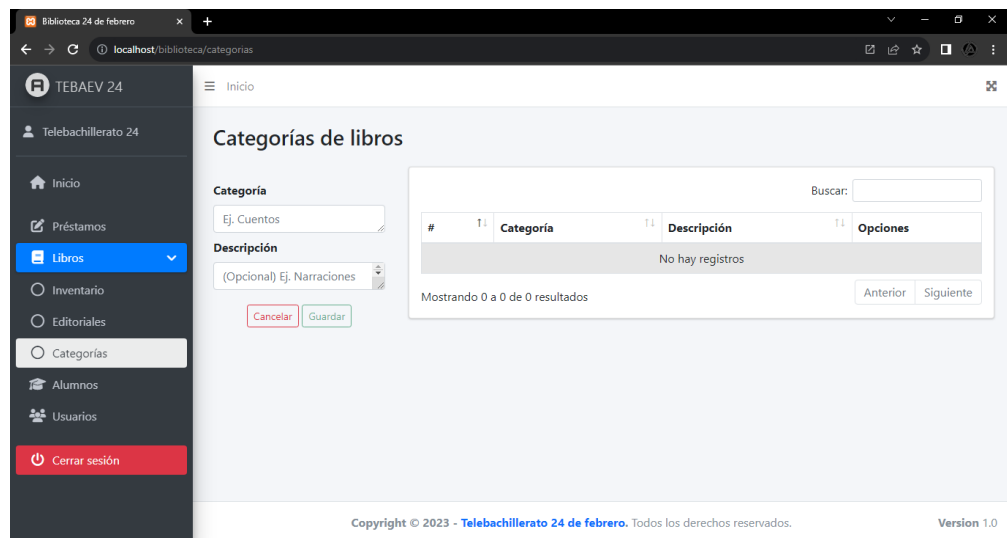 Biblioteca 24 de febrero
localhost/biblioteca/categorias
TEBAEV 24
Inicio
Telebachillerato 24
Inicio
Préstamos
Libros
Inventario
Editoriales
Categorías
Alumnos
Usuarios
Cerrar sesión
Categorías de libros
Categoría
Ej. Cuentos
Descripción
(Opcional) Ej. Narraciones
Cancelar Guardar
Buscar:
# Categoría Descripción Opciones
No hay registros
Mostrando 0 a 0 de 0 resultados
Anterior Siguiente
Copyright © 2023 - Telebachillerato 24 de febrero. Todos los derechos reservados.
Version 1.0